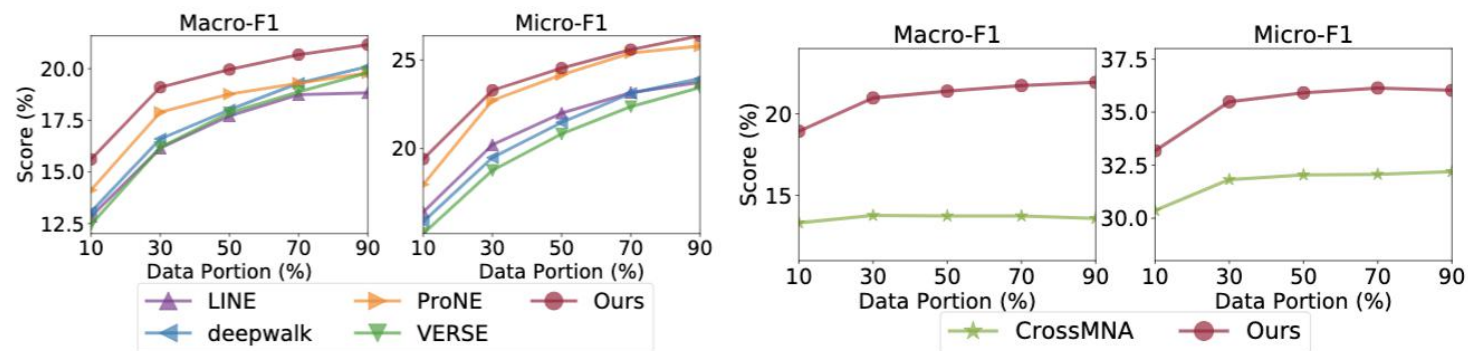 Macro-F1
Micro-F1
Score (%)
20.0
17.5
15.0
12.5
10 30 50 70 90
Data Portion (%)
25
20
10 30 50 70 90
Data Portion (%)
LINE
ProNE
Ours
deepwalk
VERSE
Macro-F1
Micro-F1
Score (%)
20
15
10 30 50 70 90
Data Portion (%)
37.5
35.0
32.5
30.0
10 30 50 70 90
Data Portion (%)
CrossMNA
Ours